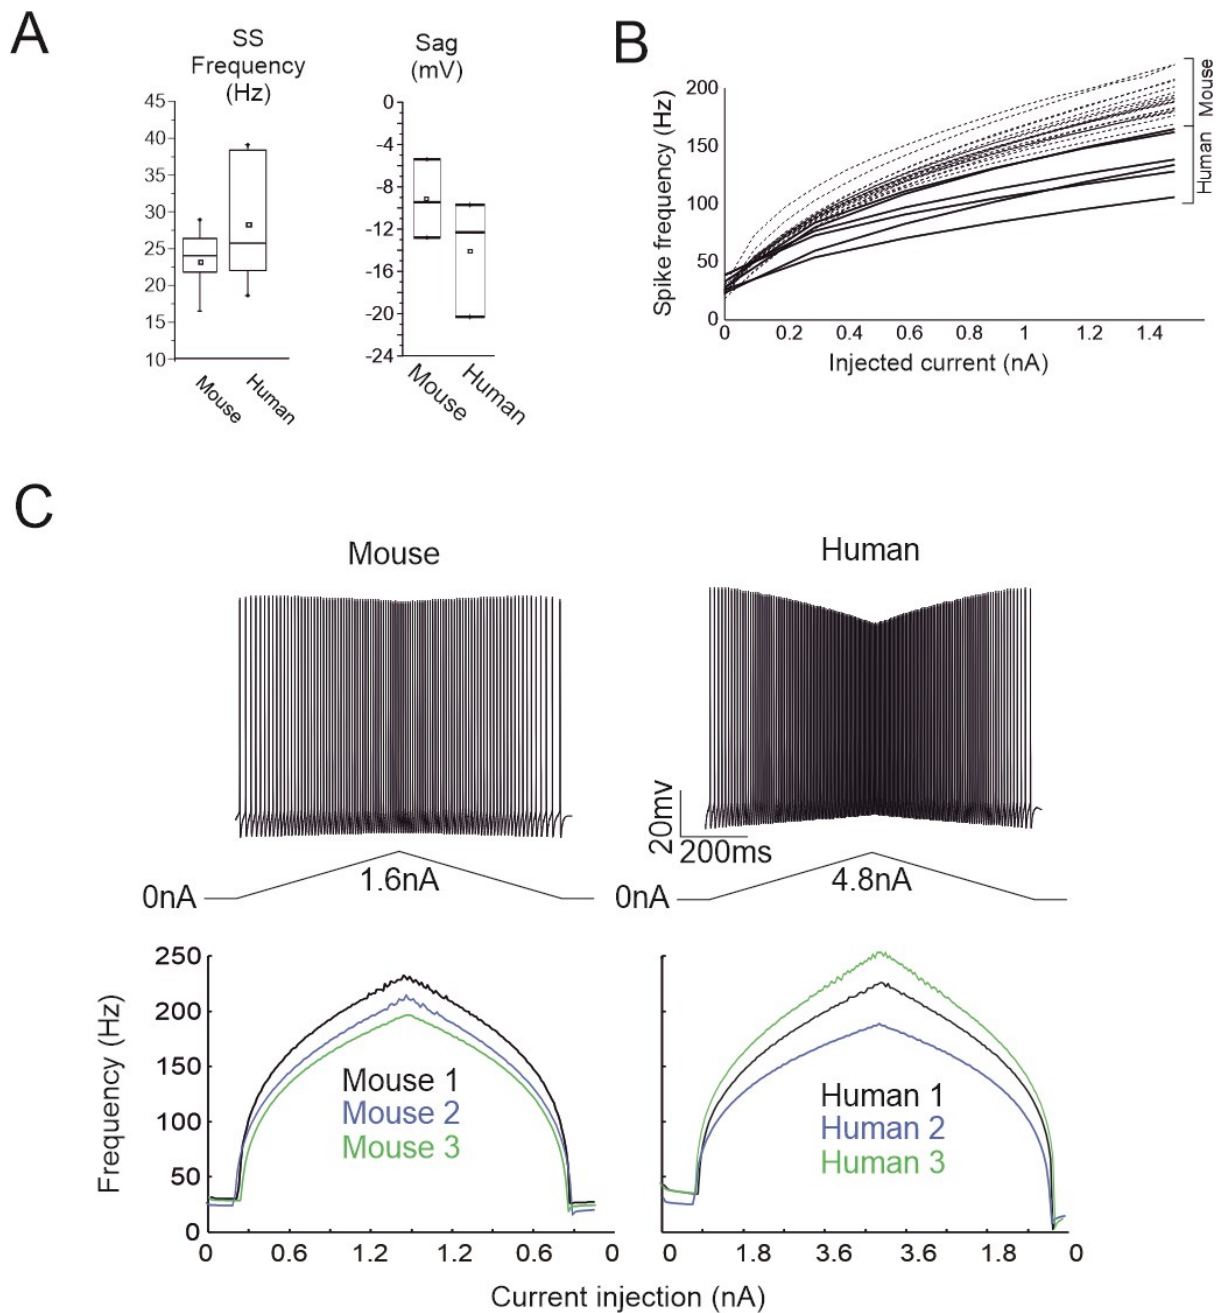 A
SS
Frequency
(Hz)
45
40
35
30
25
20
15
10
Mouse
Human
Sag
(mV)
0
-4
-8
-12
-16
-20
-24
Mouse
Human
B
Spike frequency (Hz)
200
150
100
50
0
0 0.2 0.4 0.6 0.8 1 1.2 1.4
Injected current (nA)
Mouse
Human
C
Mouse
Human
20mv
200ms
0nA
1.6nA
0nA
4.8nA
Frequency (Hz)
250
200
150
100
50
0
Mouse 1
Mouse 2
Mouse 3
Human 1
Human 2
Human 3
0 0.6 1.2 1.2 0.6 0
0 1.8 3.6 3.6 1.8 0
Current injection (nA)